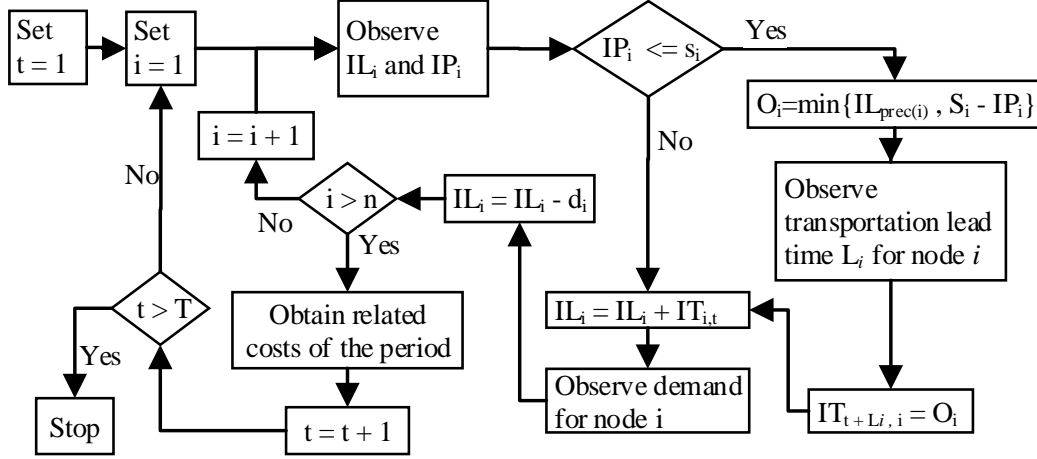 Set
t = 1
Set
i = 1
Observe
IL_i and IP_i
IP_i <= s_i
Yes
O_i=min{IL_prec(i) , S_i - IP_i}
No
Observe
transportation lead
time L_i for node i
IT_t + Li, i = O_i
IL_i = IL_i + IT_i,t
Observe demand
for node i
IL_i = IL_i - d_i
i > n
No
i = i + 1
Yes
Obtain related
costs of the period
t = t + 1
t > T
No
Yes
Stop